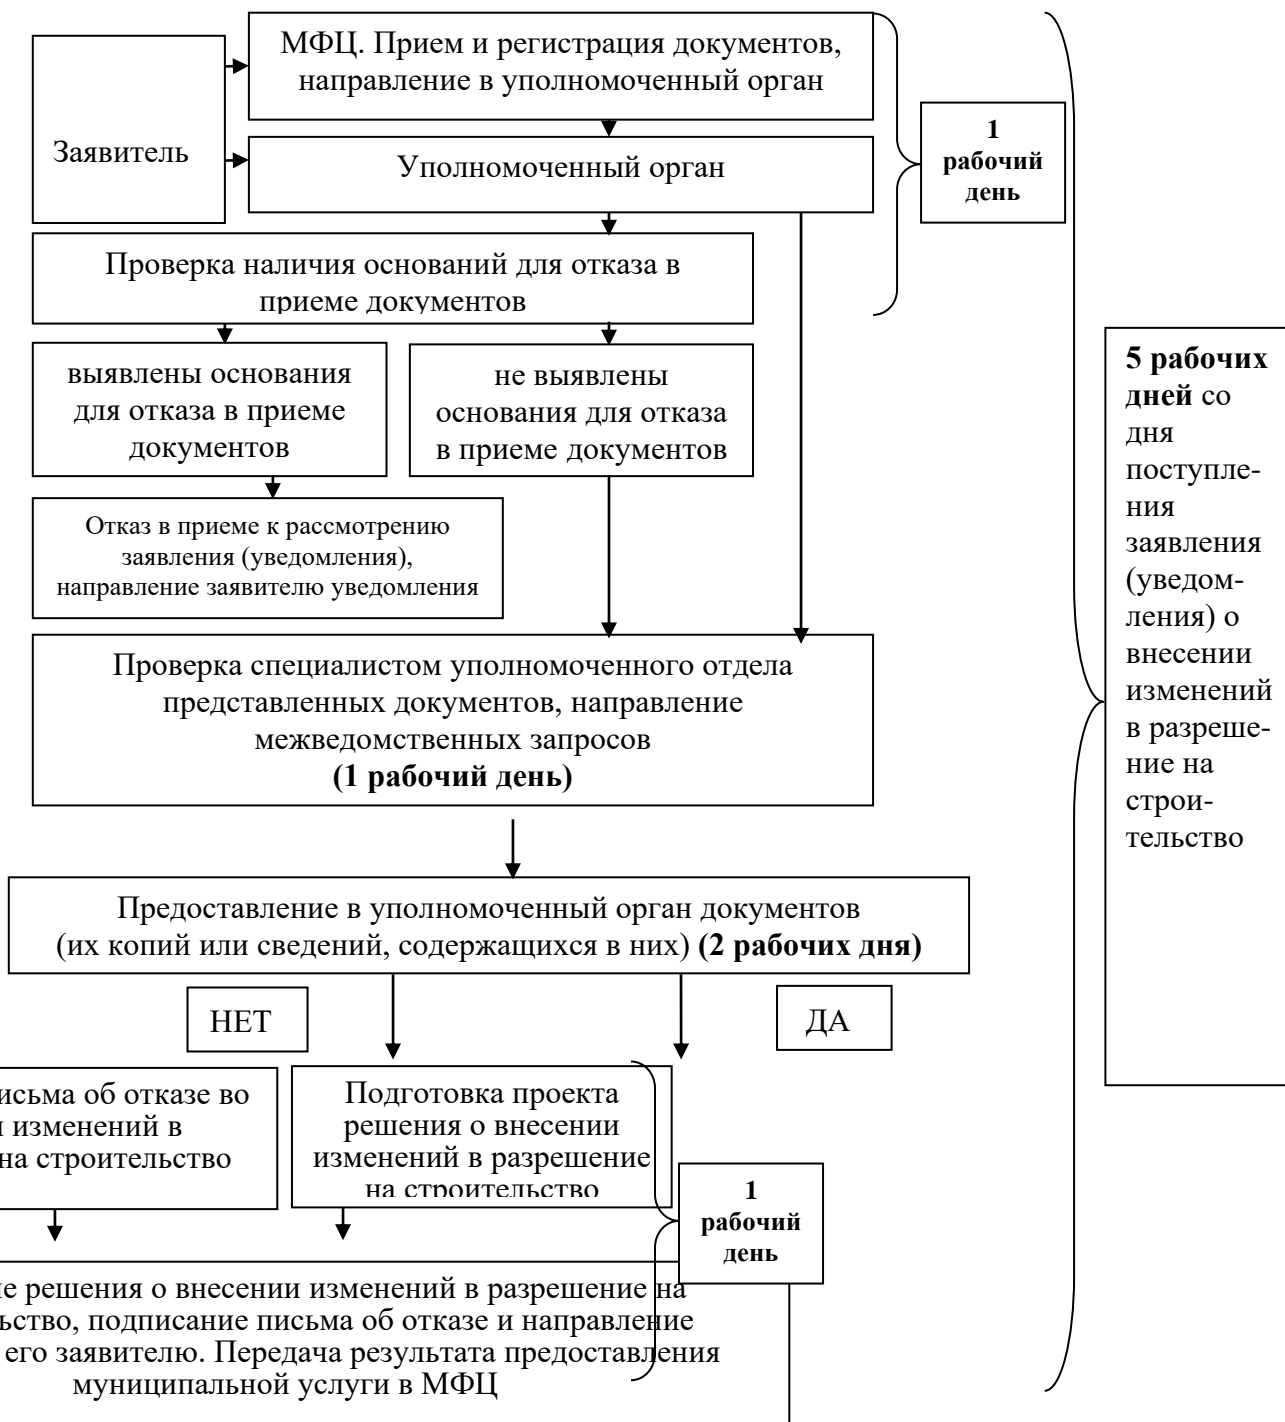 МФЦ. Прием и регистрация документов,
направление в уполномоченный орган
Заявитель
Уполномоченный орган
1
рабочий
день
Проверка наличия оснований для отказа в
приеме документов
выявлены основания
для отказа в приеме
документов
не выявлены
основания для отказа
в приеме документов
Отказ в приеме к рассмотрению
заявления (уведомления),
направление заявителю уведомления
Проверка специалистом уполномоченного отдела
представленных документов, направление
межведомственных запросов
(1 рабочий день)
5 рабочих
дней со
дня
поступле-
ния
заявления
(уведом-
ления) о
внесении
изменений
в разреше-
ние на
строи-
тельство
Предоставление в уполномоченный орган документов
(их копий или сведений, содержащихся в них) (2 рабочих дня)
НЕТ
ДА
об отказе во
изменений в
на строительство
Подготовка проекта
решения о внесении
изменений в разрешение
на строительство
1
рабочий
день
решения о внесении изменений в разрешение на
подписание письма об отказе и направление
его заявителю. Передача результата предоставления
муниципальной услуги в МФЦ